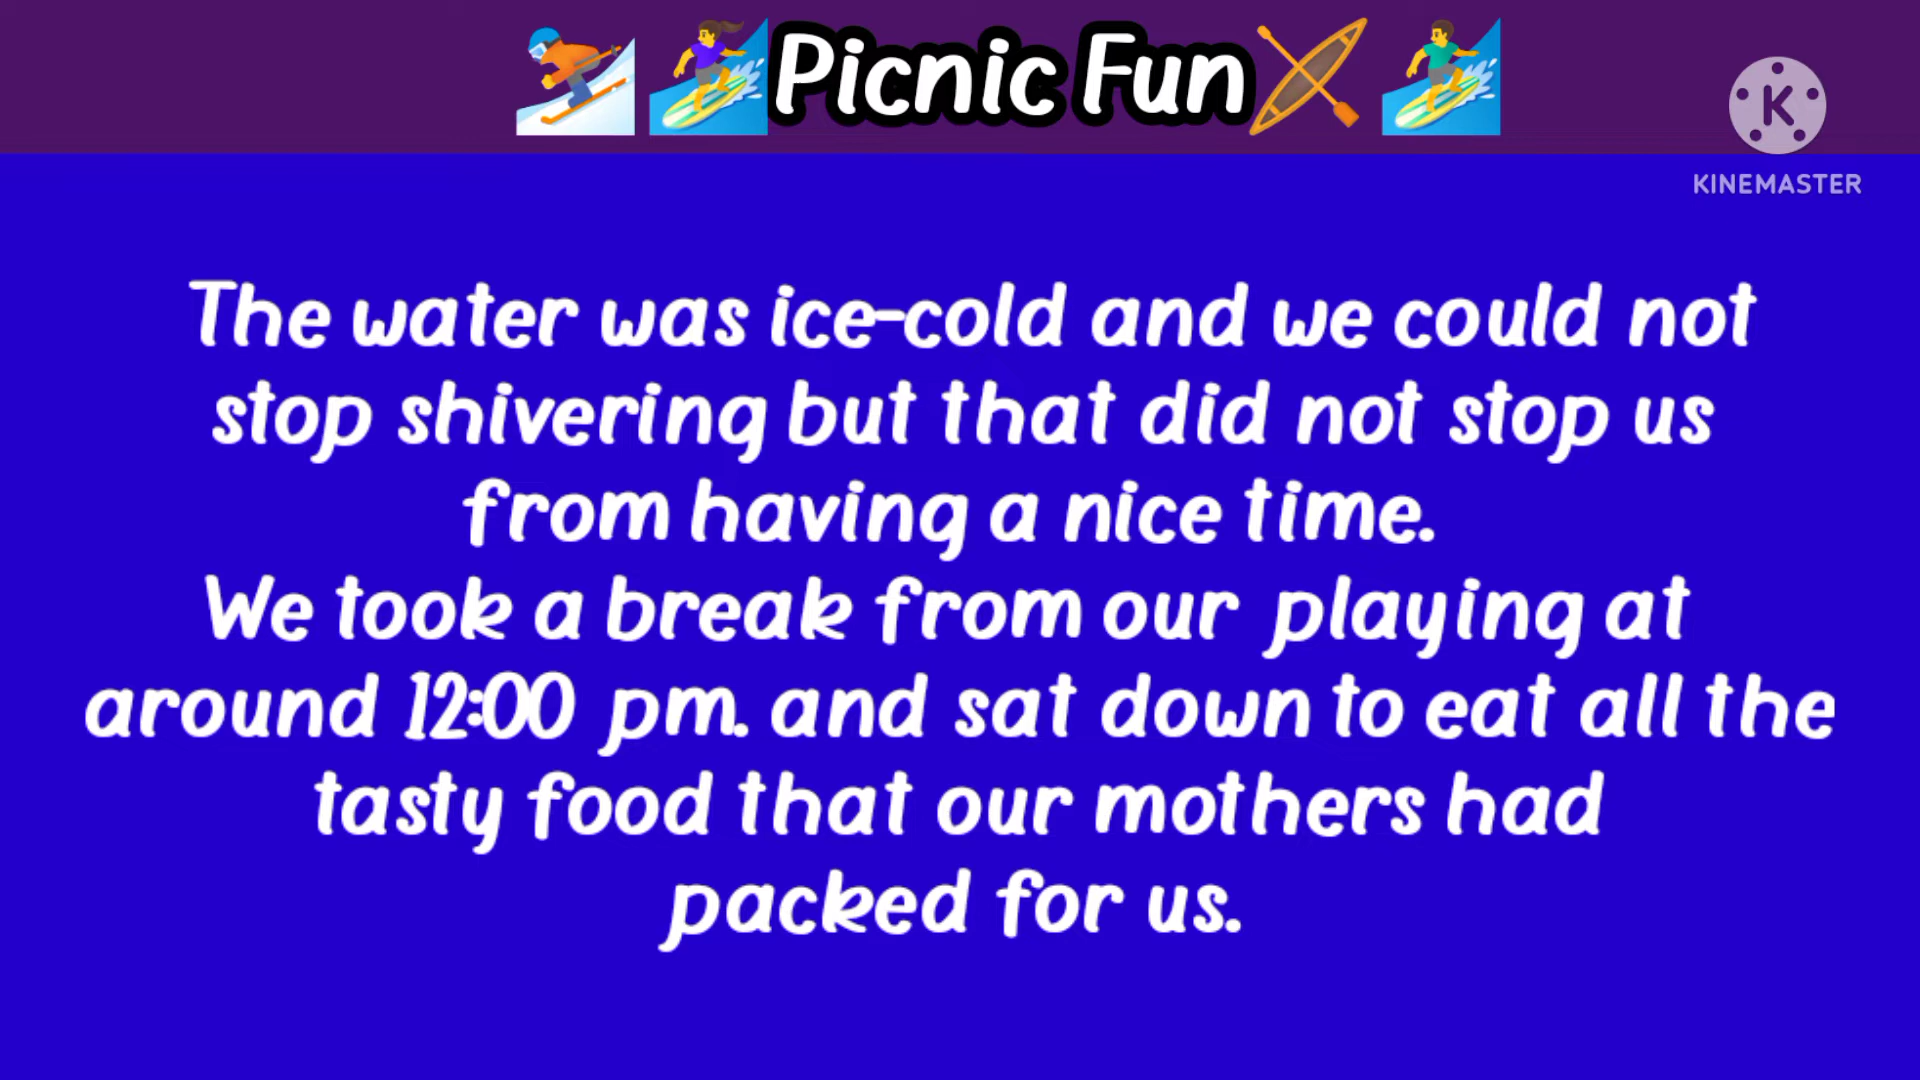 Picnic Fun
KINEMASTER
The water was ice-cold and we could not
stop shivering but that did not stop us
from having a nice time.
We took a break from our playing at
around 12:00 pm. and sat down to eat all the
tasty food that our mothers had
packed for us.